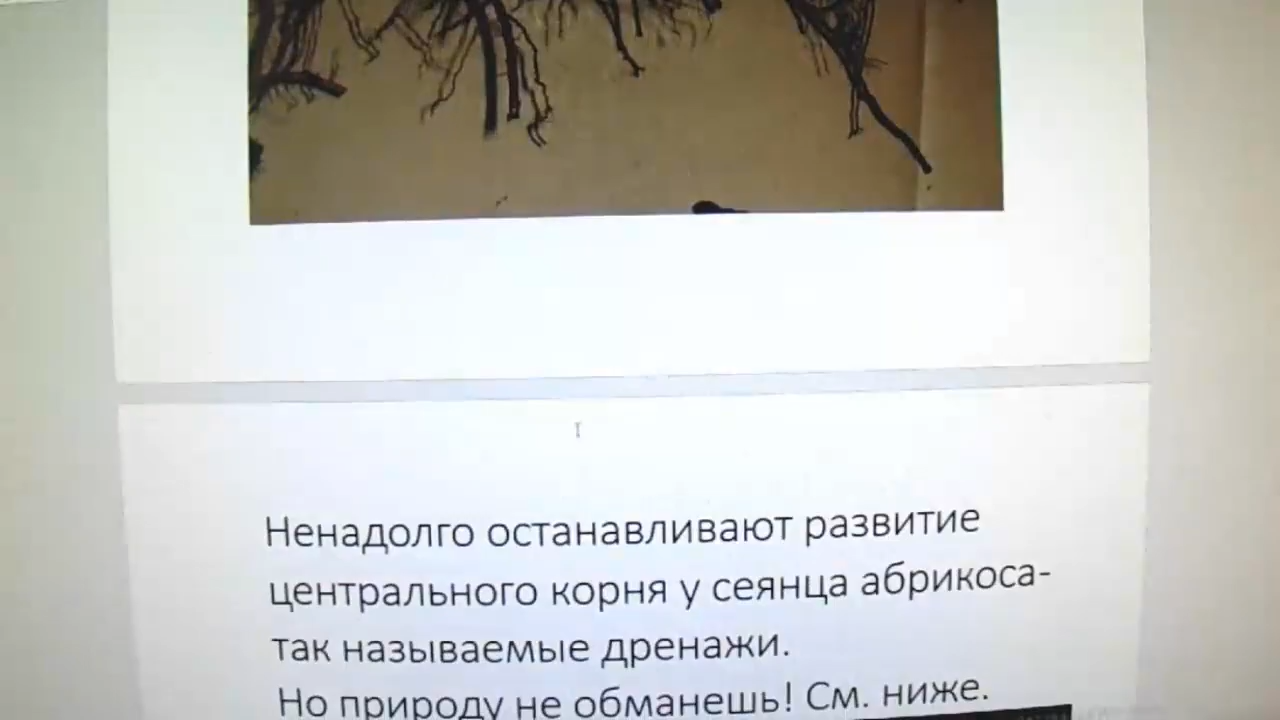 Ненадолго останавливают развитие
центрального корня у сеянца абрикоса-
так называемые дренажи.
Но природу не обманешь! См. ниже.